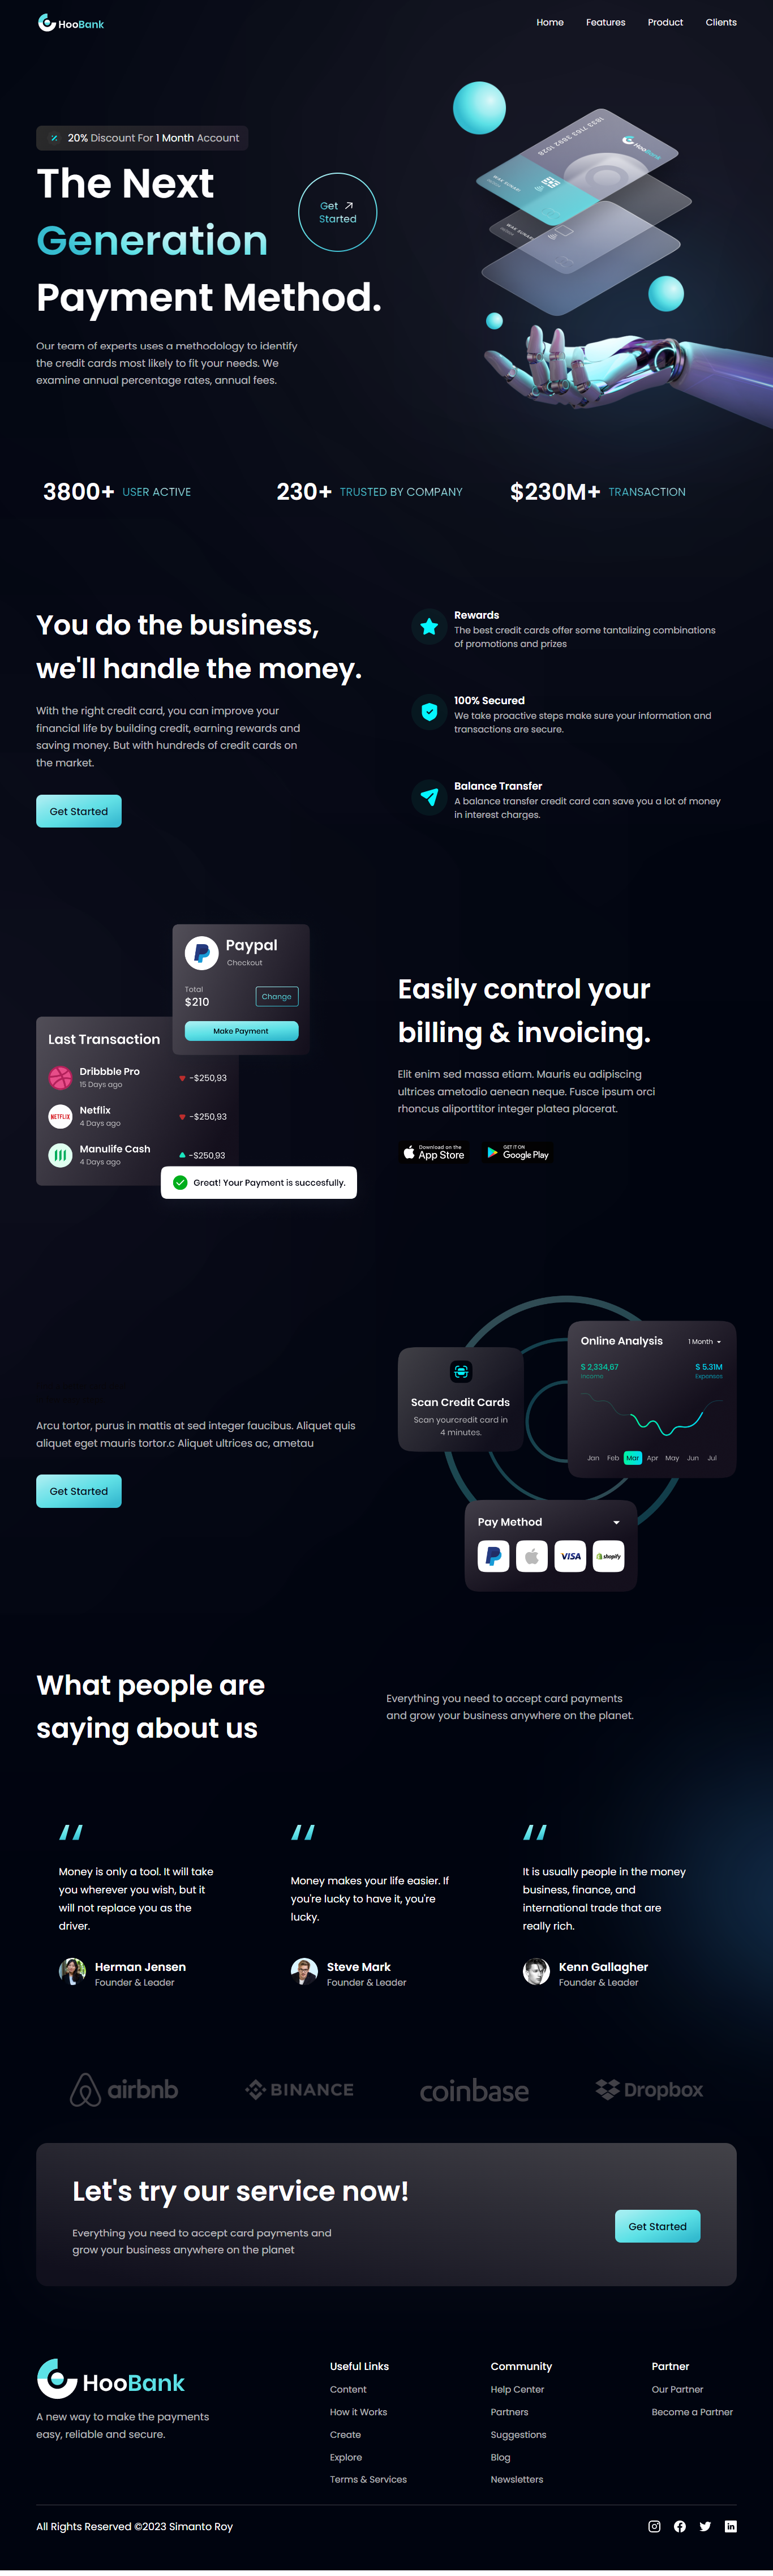 HooBank
Home Features Product Clients
20% Discount For 1 Month Account
The Next
Generation
Payment Method.
Get
Started
Our team of experts uses a methodology to identify
the credit cards most likely to fit your needs. We
examine annual percentage rates, annual fees.
HooBank
3800+ USER ACTIVE
230+ TRUSTED BY COMPANY
$230M+ TRANSACTION
You do the business,
we'll handle the money.
With the right credit card, you can improve your
financial life by building credit, earning rewards and
saving money. But with hundreds of credit cards on
the market.
Get Started
Rewards
The best credit cards offer some tantalizing combinations
of promotions and prizes
100% Secured
We take proactive steps make sure your information and
transactions are secure.
Balance Transfer
A balance transfer credit card can save you a lot of money
in interest charges.
Paypal
Checkout
Total
$210
Change
Make Payment
Last Transaction
Dribbble Pro
15 Days ago
-$250,93
NETFLIX
Netflix
4 Days ago
-$250,93
Manulife Cash
4 Days ago
-$250,93
Great! Your Payment is succesfully.
Easily control your
billing & invoicing.
Elit enim sed massa etiam. Mauris eu adipiscing
ultrices ametodio aenean neque. Fusce ipsum orci
rhoncus aliporttitor integer platea placerat.
Download on the
App Store
GET IT ON
Google Play
Arcu tortor, purus in mattis at sed integer faucibus. Aliquet quis
aliquet eget mauris tortor.c Aliquet ultrices ac, ametau
Get Started
Scan Credit Cards
Scan yourcredit card in
4 minutes.
Online Analysis
1 Month
$ 2,334,67
Income
$ 5.31M
Expenses
Jan Feb Mar Apr May Jun Jul
Pay Method
VISA
shopify
What people are
saying about us
Everything you need to accept card payments
and grow your business anywhere on the planet.
Money is only a tool. It will take
you wherever you wish, but it
will not replace you as the
driver.
Herman Jensen
Founder & Leader
Money makes your life easier. If
you're lucky to have it, you're
lucky.
Steve Mark
Founder & Leader
It is usually people in the money
business, finance, and
international trade that are
really rich.
Kenn Gallagher
Founder & Leader
airbnb
BINANCE
coinbase
Dropbox
Let's try our service now!
Everything you need to accept card payments and
grow your business anywhere on the planet
Get Started
HooBank
A new way to make the payments
easy, reliable and secure.
Useful Links
Content
How it Works
Create
Explore
Terms & Services
Community
Help Center
Partners
Suggestions
Blog
Newsletters
Partner
Our Partner
Become a Partner
All Rights Reserved ©2023 Simanto Roy